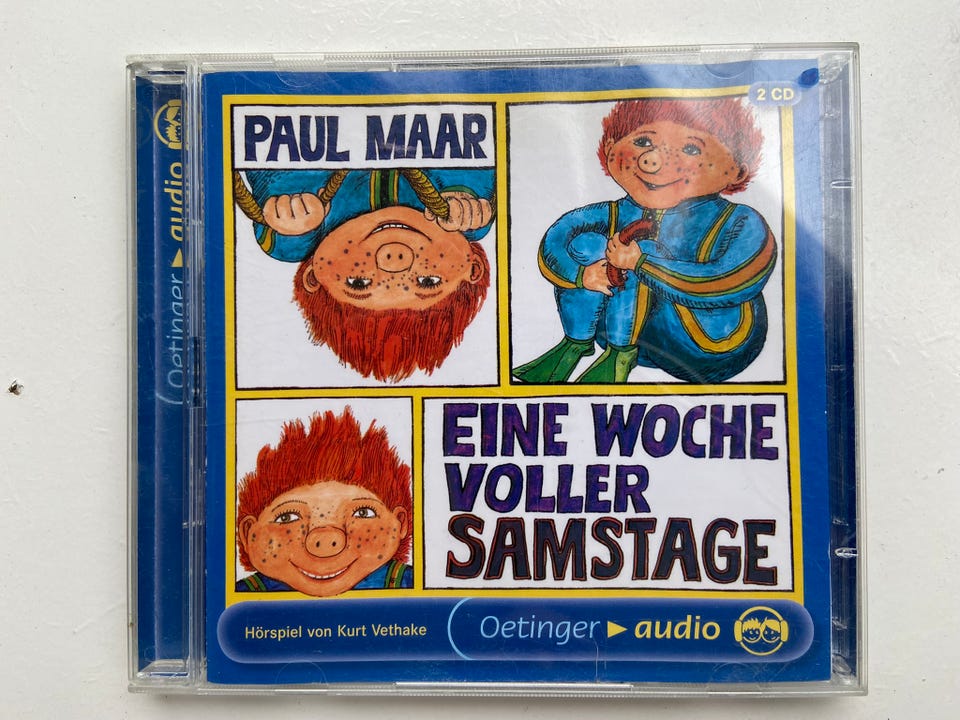 Oetinger audio
2 CD
PAUL MAAR
EINE WOCHE
VOLLER
SAMSTAGE
Hörspiel von Kurt Vethake
Oetinger audio